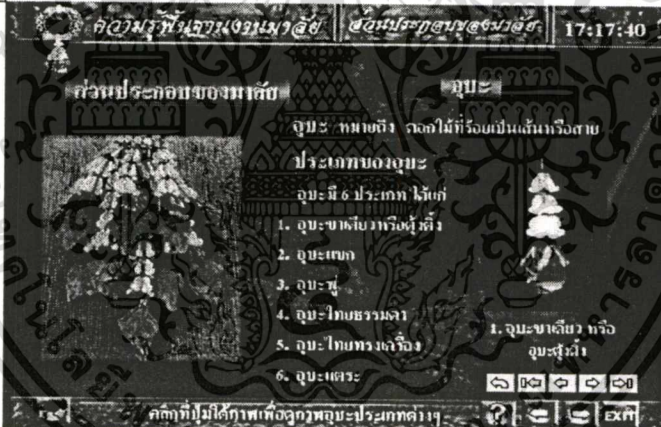 ความรู้พื้นฐานงานมาลัย
ส่วนประกอบของมาลัย
17:17:40
ส่วนประกอบของมาลัย
อุบะ
อุบะ หมายถึง ดอกไม้ที่ร้อยเป็นเส้นหรือสาย
ประเภทของอุบะ
อุบะมี 6 ประเภท ได้แก่
1. อุบะขาเดียวหรือตุ้งติ้ง
2. อุบะแขก
3. อุบะพู่
4. อุบะไทยธรรมดา
5. อุบะไทยทรงเครื่อง
6. อุบะแตระ
1. อุบะขาเดียว หรือ
อุบะตุ้งติ้ง
คลิกที่ปุ่มใต้ภาพเพื่อดูภาพอุบะประเภทต่างๆ
?
EXIT